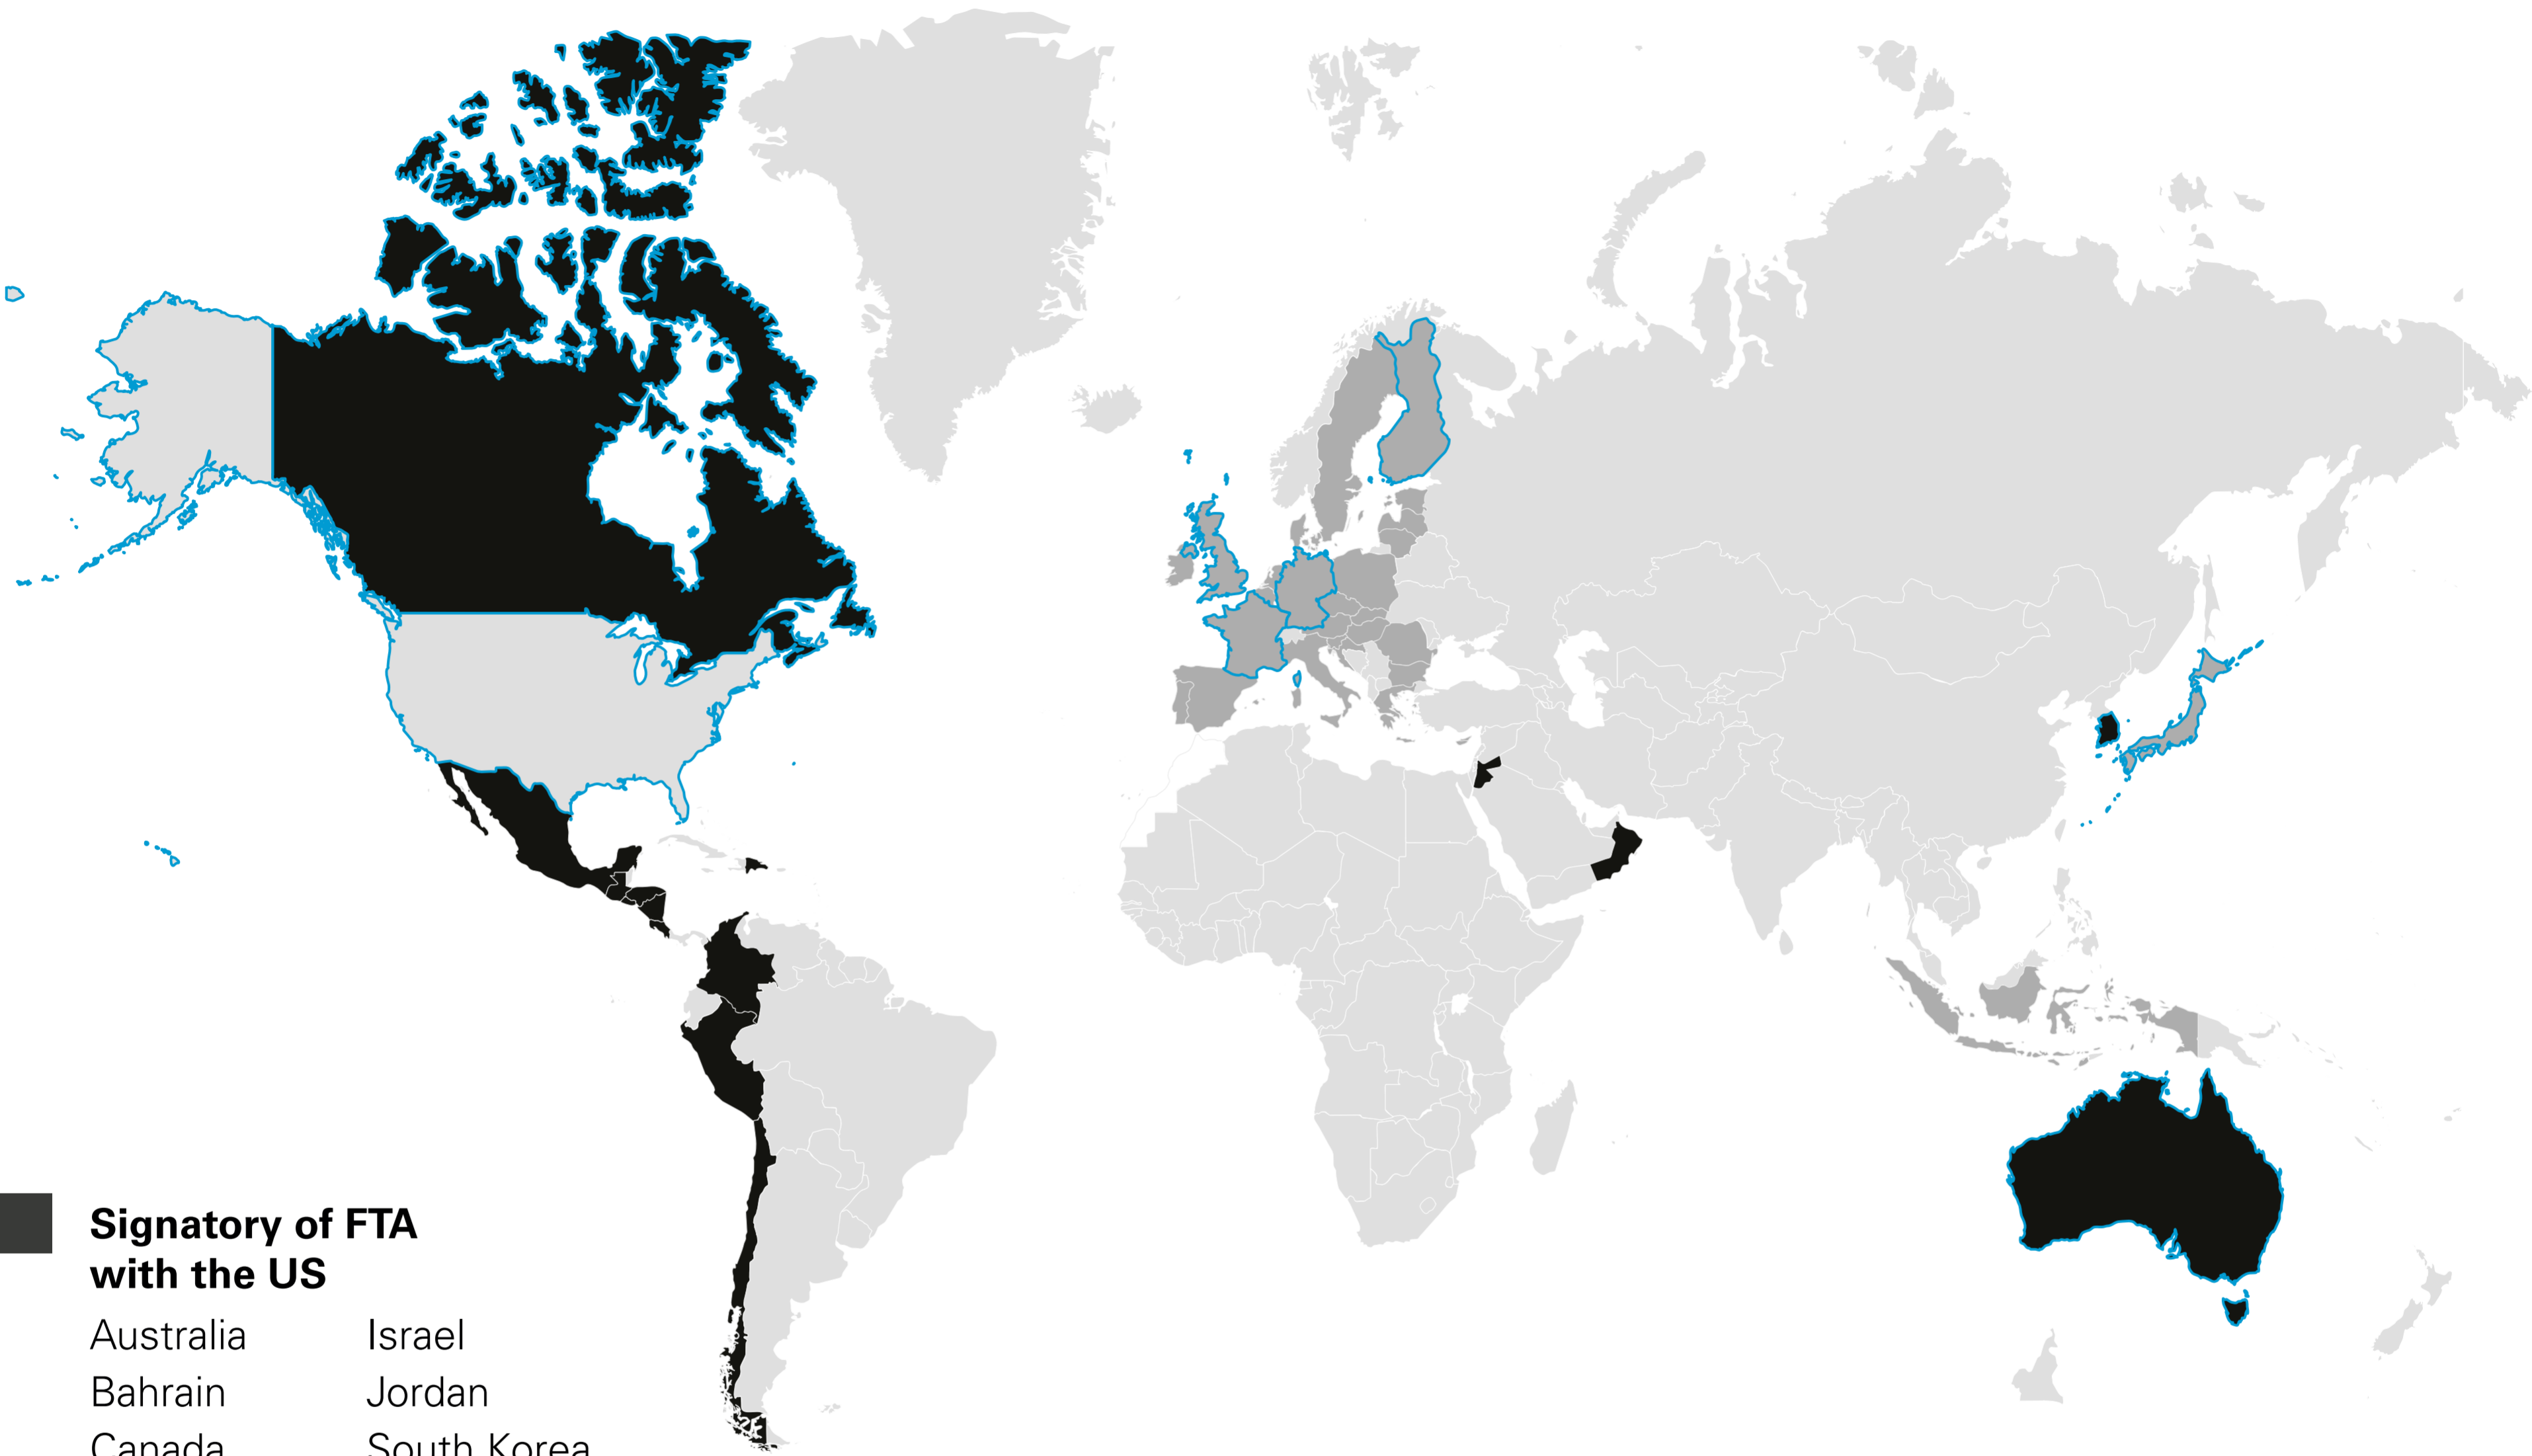 Signatory of FTA
with the US
Australia Israel
Bahrain Jordan
Canada South Korea